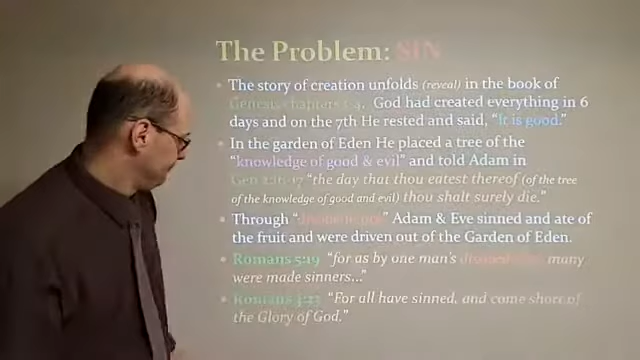 The Problem: SIN
The story of creation unfolds (reveal) in the book of
Genesis chapters 1-4. God had created everything in 6
days and on the 7th He rested and said, "It is good."
In the garden of Eden He placed a tree of the
"knowledge of good & evil" and told Adam in
Gen 2:16-17 "the day that thou eatest thereof (of the tree
of the knowledge of good and evil) thou shalt surely die."
Through "disobedience" Adam & Eve sinned and ate of
the fruit and were driven out of the Garden of Eden.
Romans 5:19 "for as by one man's disobedience many
were made sinners..."
Romans 3:23 "For all have sinned, and come short of
the Glory of God."